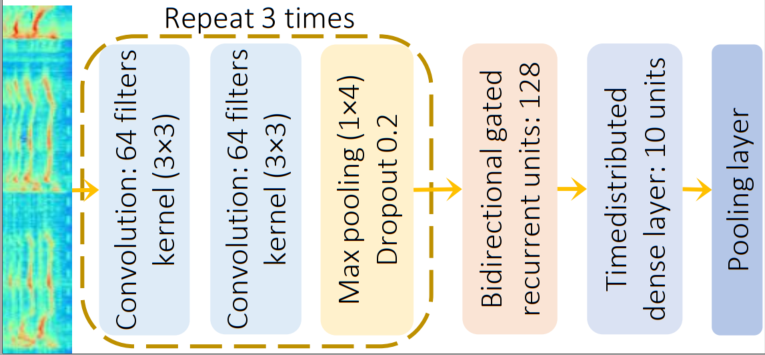 Repeat 3 times
Convolution: 64 filters
kernel (3×3)
Convolution: 64 filters
kernel (3×3)
Max pooling (1×4)
Dropout 0.2
Bidirectional gated
recurrent units: 128
Timedistributed
dense layer: 10 units
Pooling layer